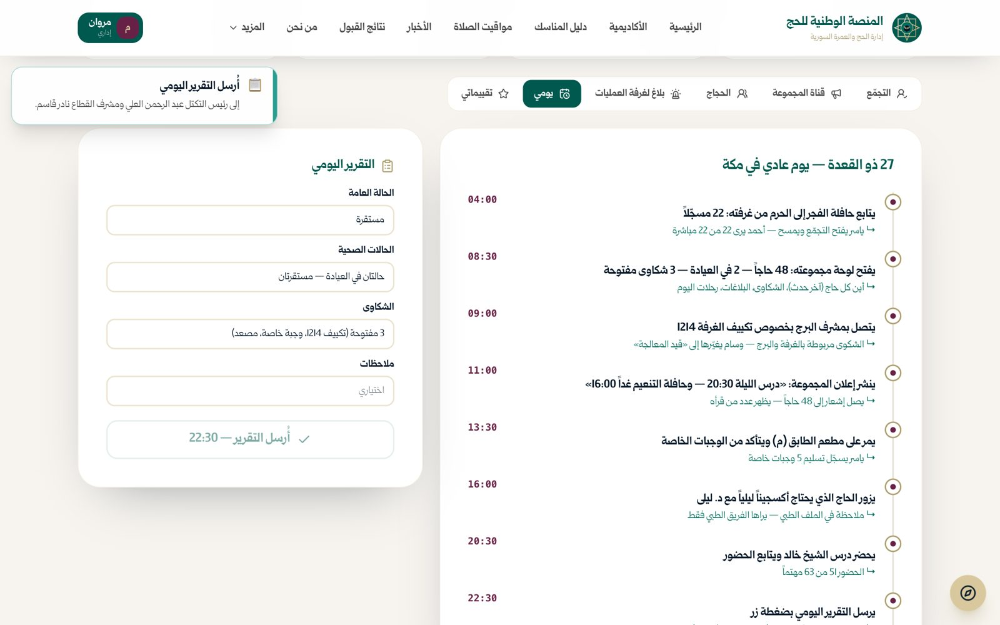 المنصة الوطنية للحج
إدارة الحج والعمرة السورية
الرئيسية
الأكاديمية
دليل المناسك
مواقيت الصلاة
الأخبار
نتائج القبول
من نحن
المزيد
م
مروان
إداري
أُرسل التقرير اليومي
إلى رئيس التكتل عبد الرحمن العلي ومشرف القطاع نادر قاسم.
التجمّع
قناة المجموعة
الحجاج
بلاغ لغرفة العمليات
يومي
تقييماتي
27 ذو القعدة — يوم عادي في مكة
04:00
يتابع حافلة الفجر إلى الحرم من غرفته: 22 مسجّلاً
↳ ياسر يفتح التجمّع ويمسح — أحمد يرى 22 من 22 مباشرة
08:30
يفتح لوحة مجموعته: 48 حاجاً — 2 في العيادة — 3 شكاوى مفتوحة
↳ أين كل حاج (آخر حدث)، الشكاوى، البلاغات، رحلات اليوم
09:00
يتصل بمشرف البرج بخصوص تكييف الغرفة 1214
↳ الشكوى مربوطة بالغرفة والبرج — وسام يغيّرها إلى «قيد المعالجة»
11:00
ينشر إعلان المجموعة: «درس الليلة 20:30 — وحافلة التنعيم غداً 16:00»
↳ يصل إشعار إلى 48 حاجاً — يظهر عدد من قرأه
13:30
يمر على مطعم الطابق (م) ويتأكد من الوجبات الخاصة
↳ ياسر يسجّل تسليم 5 وجبات خاصة
16:00
يزور الحاج الذي يحتاج أكسجيناً ليلياً مع د. ليلى
↳ ملاحظة في الملف الطبي — يراها الفريق الطبي فقط
20:30
يحضر درس الشيخ خالد ويتابع الحضور
↳ الحضور 51 من 63 مهتماً
22:30
يرسل التقرير اليومي بضغطة زر
التقرير اليومي
الحالة العامة
مستقرة
الحالات الصحية
حالتان في العيادة — مستقرتان
الشكاوى
3 مفتوحة (تكييف 1214، وجبة خاصة، مصعد)
ملاحظات
اختياري
أُرسل التقرير — 22:30